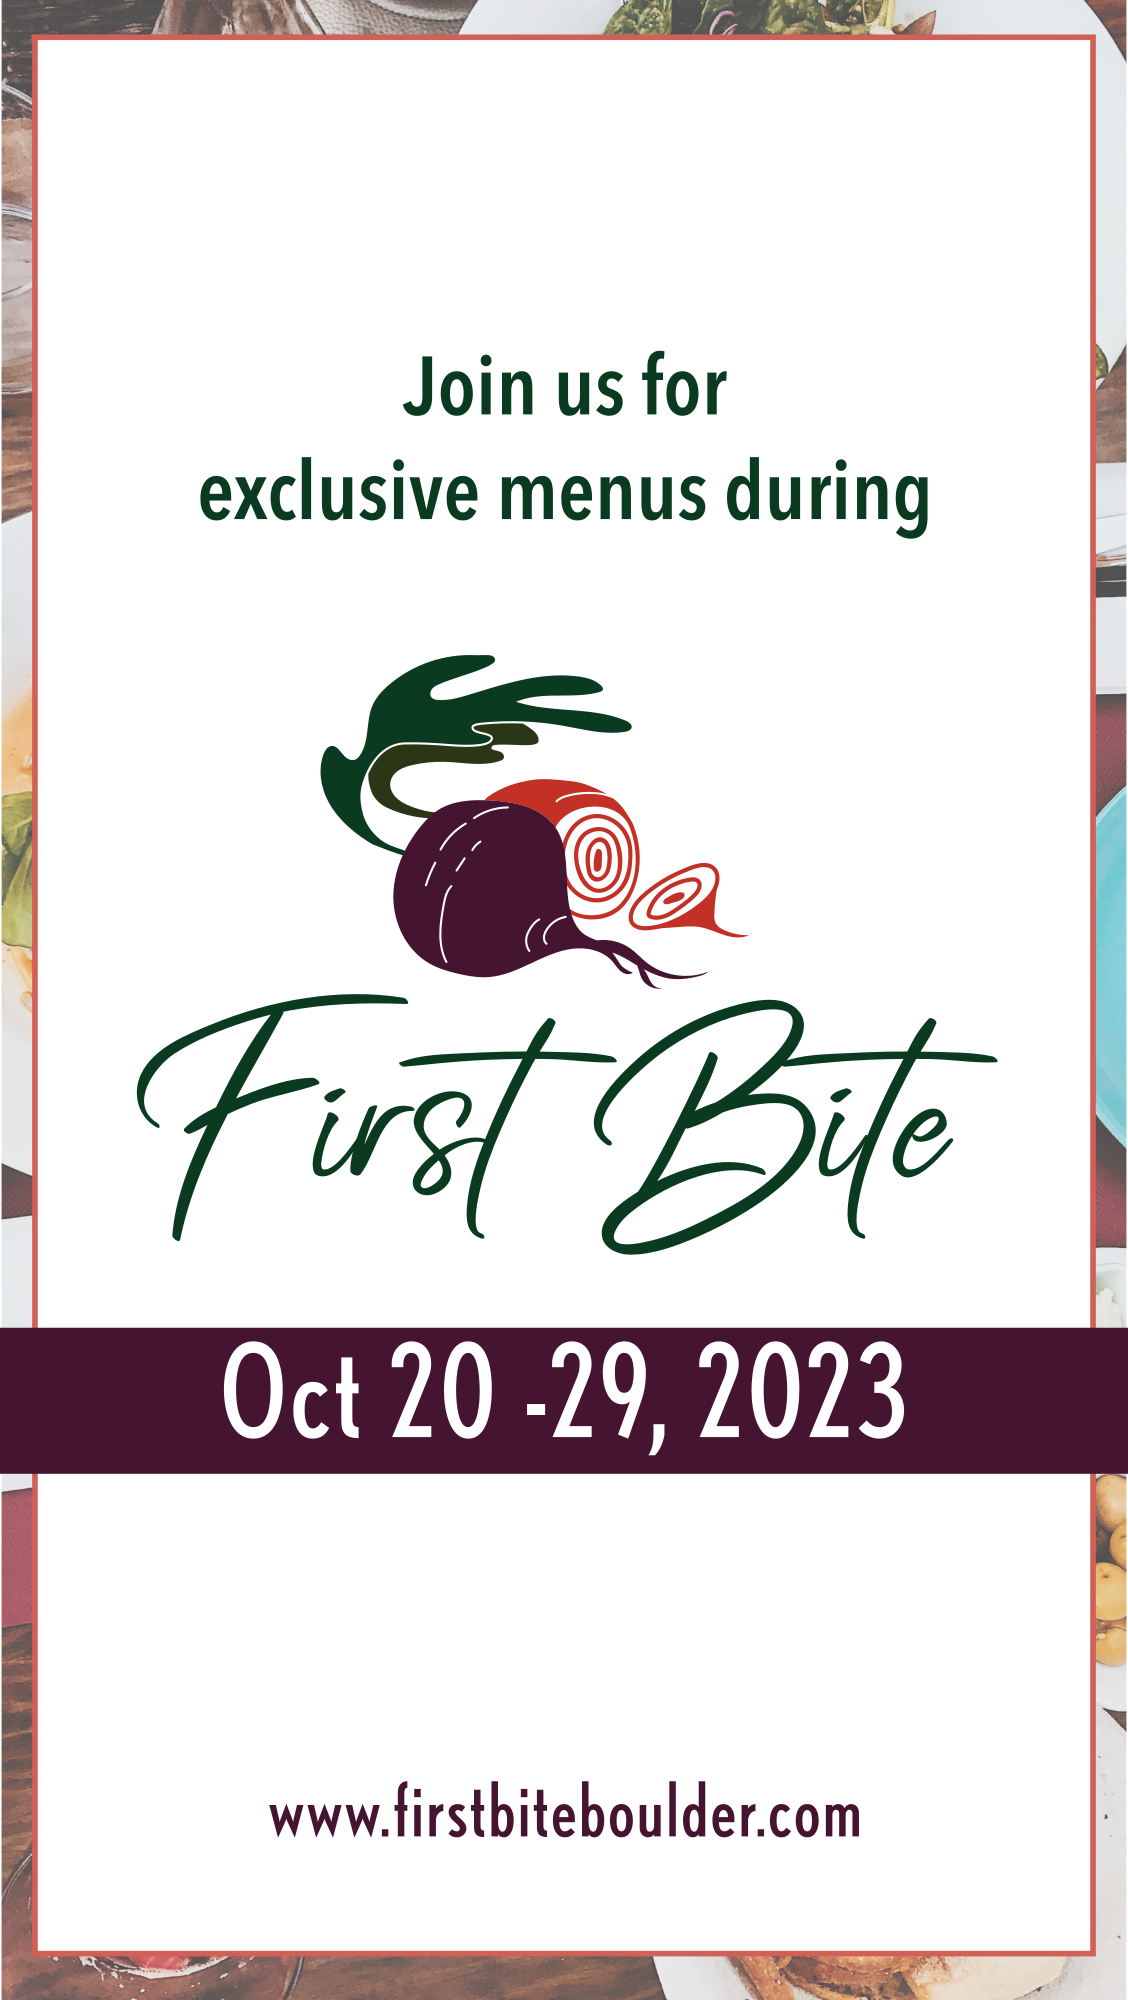 Join us for
exclusive menus during
First Bite
Oct 20 -29, 2023
www.firstbiteboulder.com